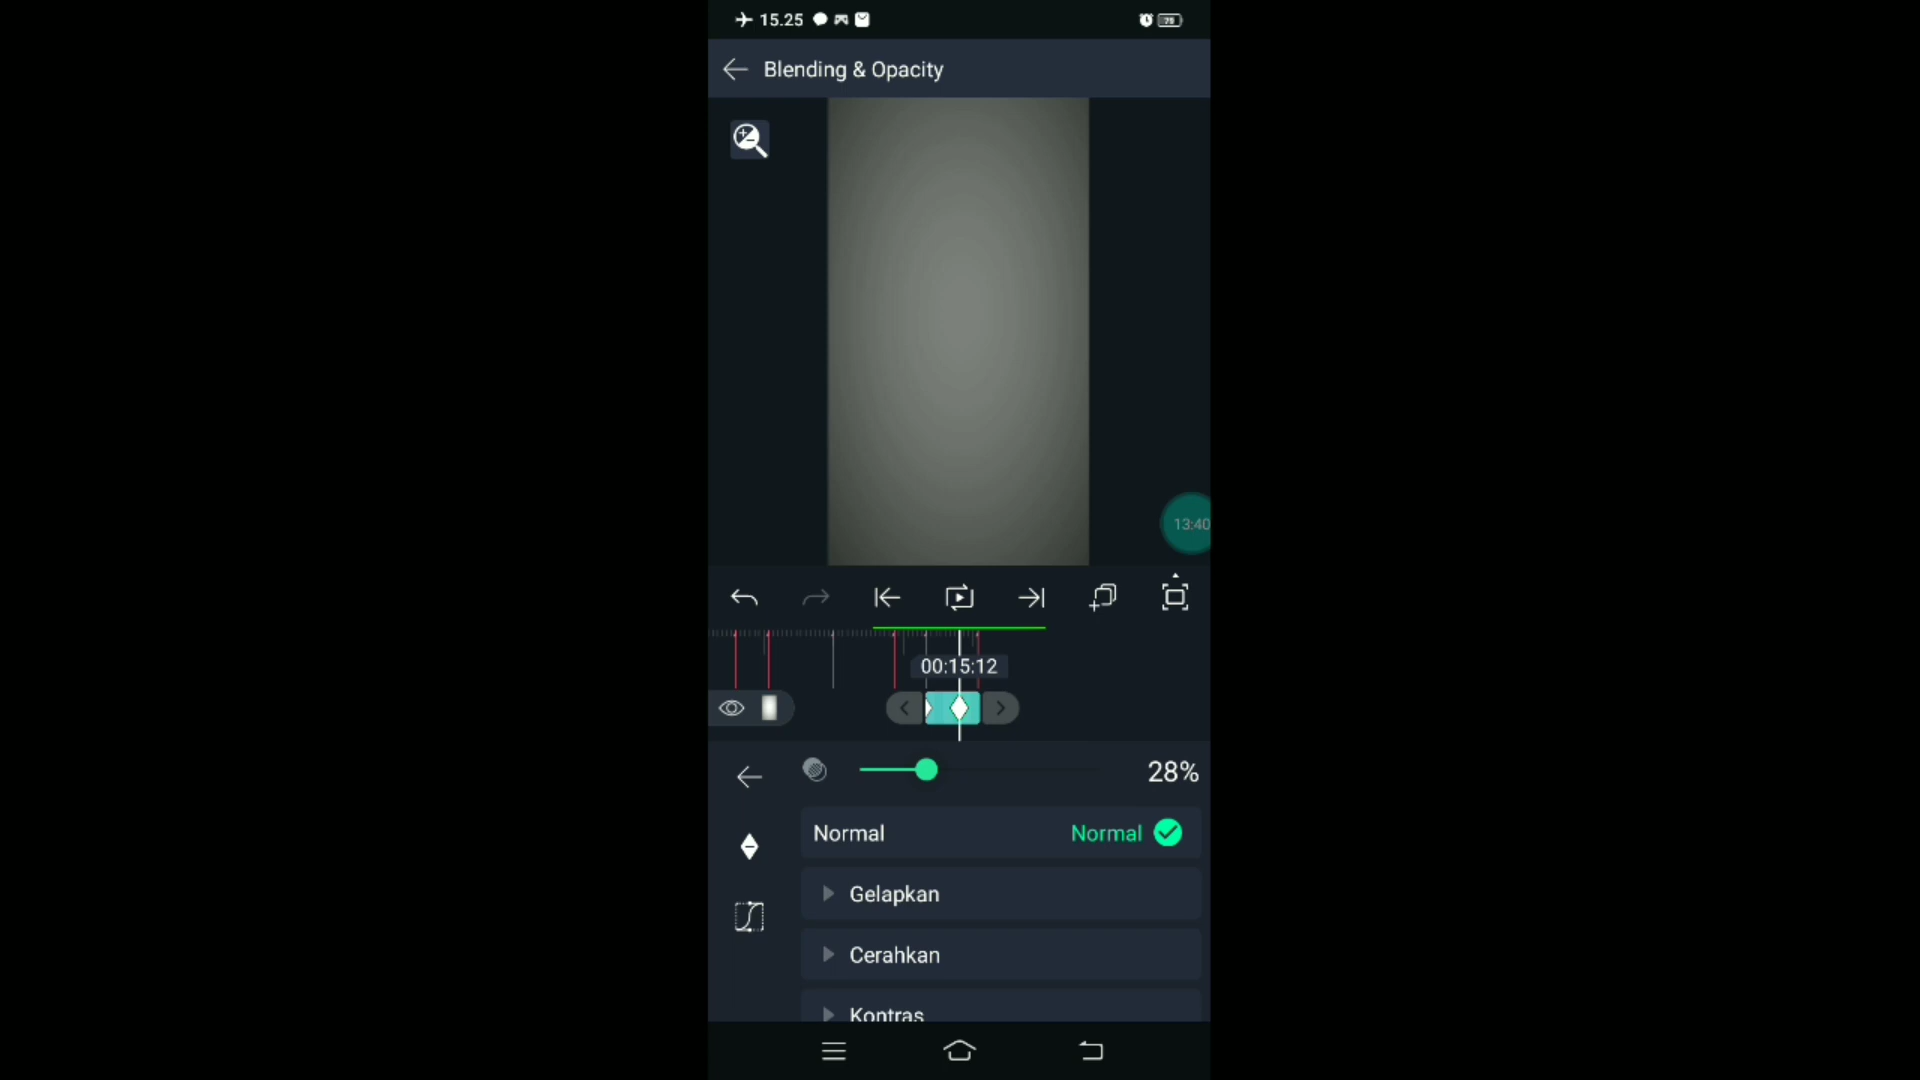 15.25
Blending & Opacity
13:40
00:15:12
28%
Normal Normal
Gelapkan
Cerahkan
Kontras